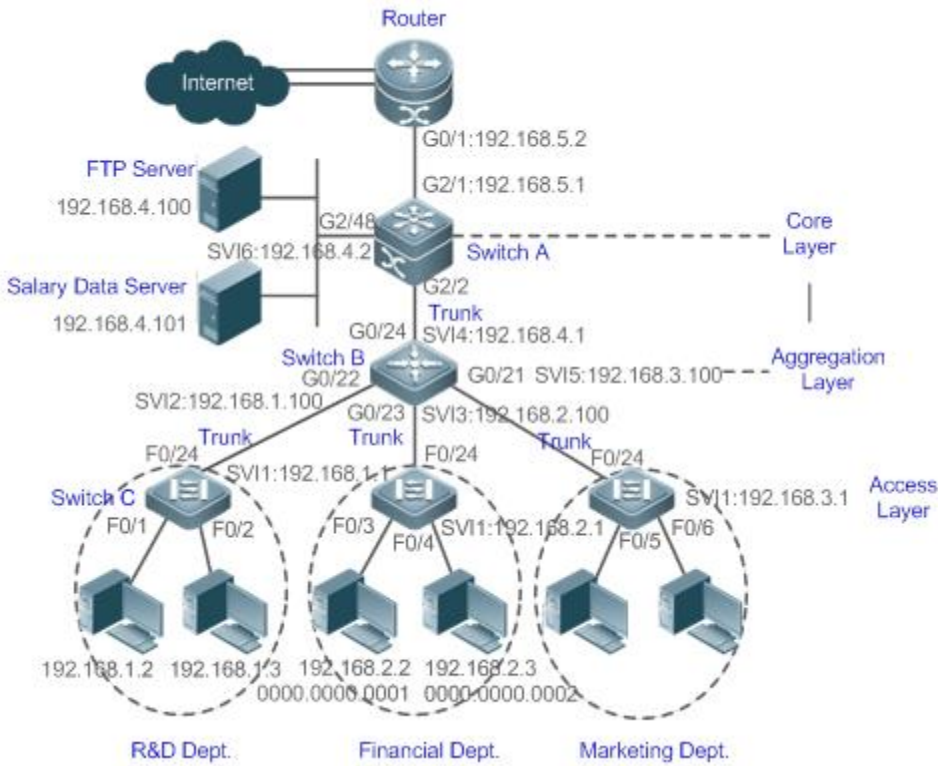 Router
Internet
G0/1:192.168.5.2
FTP Server
G2/1:192.168.5.1
192.168.4.100
G2/48
Core
Layer
SVI6:192.168.4.2
Switch A
Salary Data Server
G2/2
Trunk
192.168.4.101
G0/24
SVI4:192.168.4.1
Switch B
Aggregation
Layer
G0/22
G0/21 SVI5:192.168.3.100
SVI2:192.168.1.100
G0/23
SVI3:192.168.2.100
Trunk
Trunk
Trunk
F0/24
F0/24
F0/24
SVI1:192.168.1.1
Switch C
SVI1:192.168.3.1
Access
Layer
F0/1
F0/2
F0/3
SVI1:192.168.2.1
F0/4
F0/5
F0/6
192.168.1.2
192.168.1.3
192.168.2.2
192.168.2.3
0000.0000.0001
0000.0000.0002
R&D Dept.
Financial Dept.
Marketing Dept.